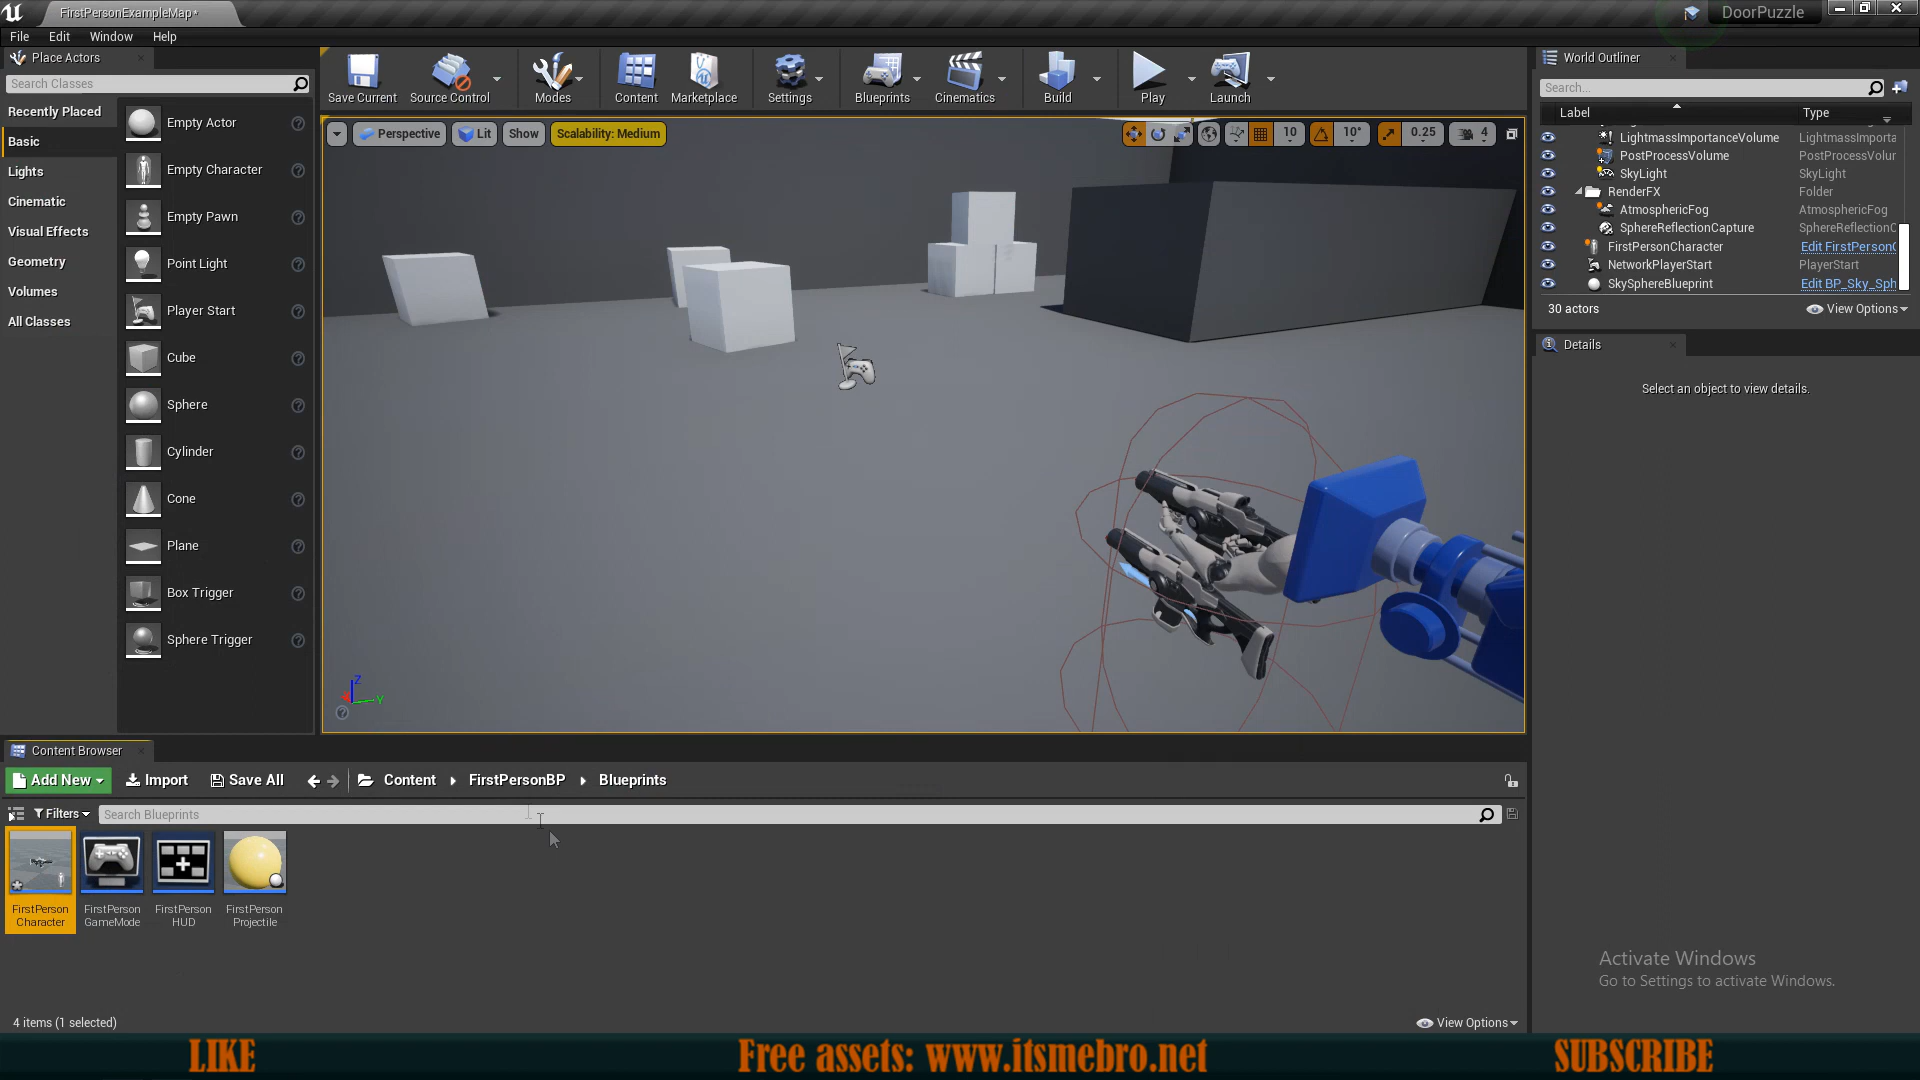 FirstPersonExampleMap*
DoorPuzzle
File Edit Window Help
Place Actors
Search Classes
Recently Placed
Basic
Lights
Cinematic
Visual Effects
Geometry
Volumes
All Classes
Empty Actor
Empty Character
Empty Pawn
Point Light
Player Start
Cube
Sphere
Cylinder
Cone
Plane
Box Trigger
Sphere Trigger
Save Current
Source Control
Modes
Content
Marketplace
Settings
Blueprints
Cinematics
Build
Play
Launch
Perspective
Lit
Show
Scalability: Medium
10
10°
0.25
4
Z
Y
World Outliner
Search...
Label Type
LightmassImportanceVolume LightmassImporta
PostProcessVolume PostProcessVolur
SkyLight SkyLight
RenderFX Folder
AtmosphericFog AtmosphericFog
SphereReflectionCapture SphereReflectionC
FirstPersonCharacter Edit FirstPersonC
NetworkPlayerStart PlayerStart
SkySphereBlueprint Edit BP_Sky_Sph
30 actors
View Options
Details
Select an object to view details.
Content Browser
Add New
Import
Save All
Content
FirstPersonBP
Blueprints
Filters
Search Blueprints
FirstPerson
Character
FirstPerson
GameMode
FirstPerson
HUD
FirstPerson
Projectile
4 items (1 selected)
View Options
Activate Windows
Go to Settings to activate Windows.
LIKE
Free assets: www.itsmebro.net
SUBSCRIBE